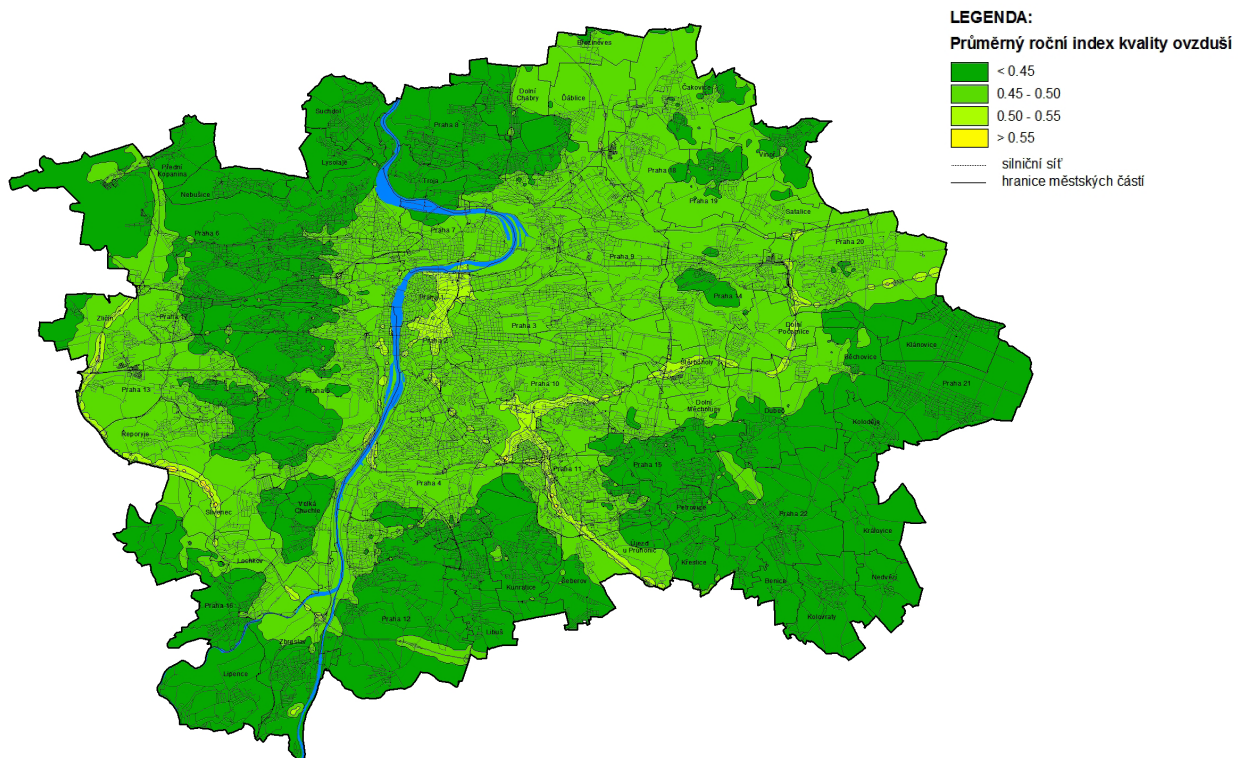 LEGENDA:
Průměrný roční index kvality ovzduší
< 0.45
0.45 - 0.50
0.50 - 0.55
> 0.55
silniční síť
hranice městských částí
Březiněves
Čakovice
Dolní
Chabry
Ďáblice
Suchdol
Praha 8
Vinoř
Lysolaje
Přední
Kopanina
Praha 18
Troja
Nebušice
Praha 19
Satalice
Praha 7
Praha 6
Praha 20
Praha 9
Praha 14
Praha 1
Zličín
Praha 17
Praha 3
Dolní
Počernice
Praha 2
Klánovice
Běchovice
Štěrboholy
Praha 21
Praha 10
Praha 13
Praha 5
Dolní
Měcholupy
Dubeč
Koloděje
Řeporyje
Praha 15
Praha 11
Praha 4
Velká
Chuchle
Petrovice
Slivenec
Praha 22
Královice
Újezd
u Průhonic
Lochkov
Křeslice
Nedvězí
Benice
Šeberov
Kunratice
Praha 16
Praha 12
Kolovraty
Libuš
Zbraslav
Lipence